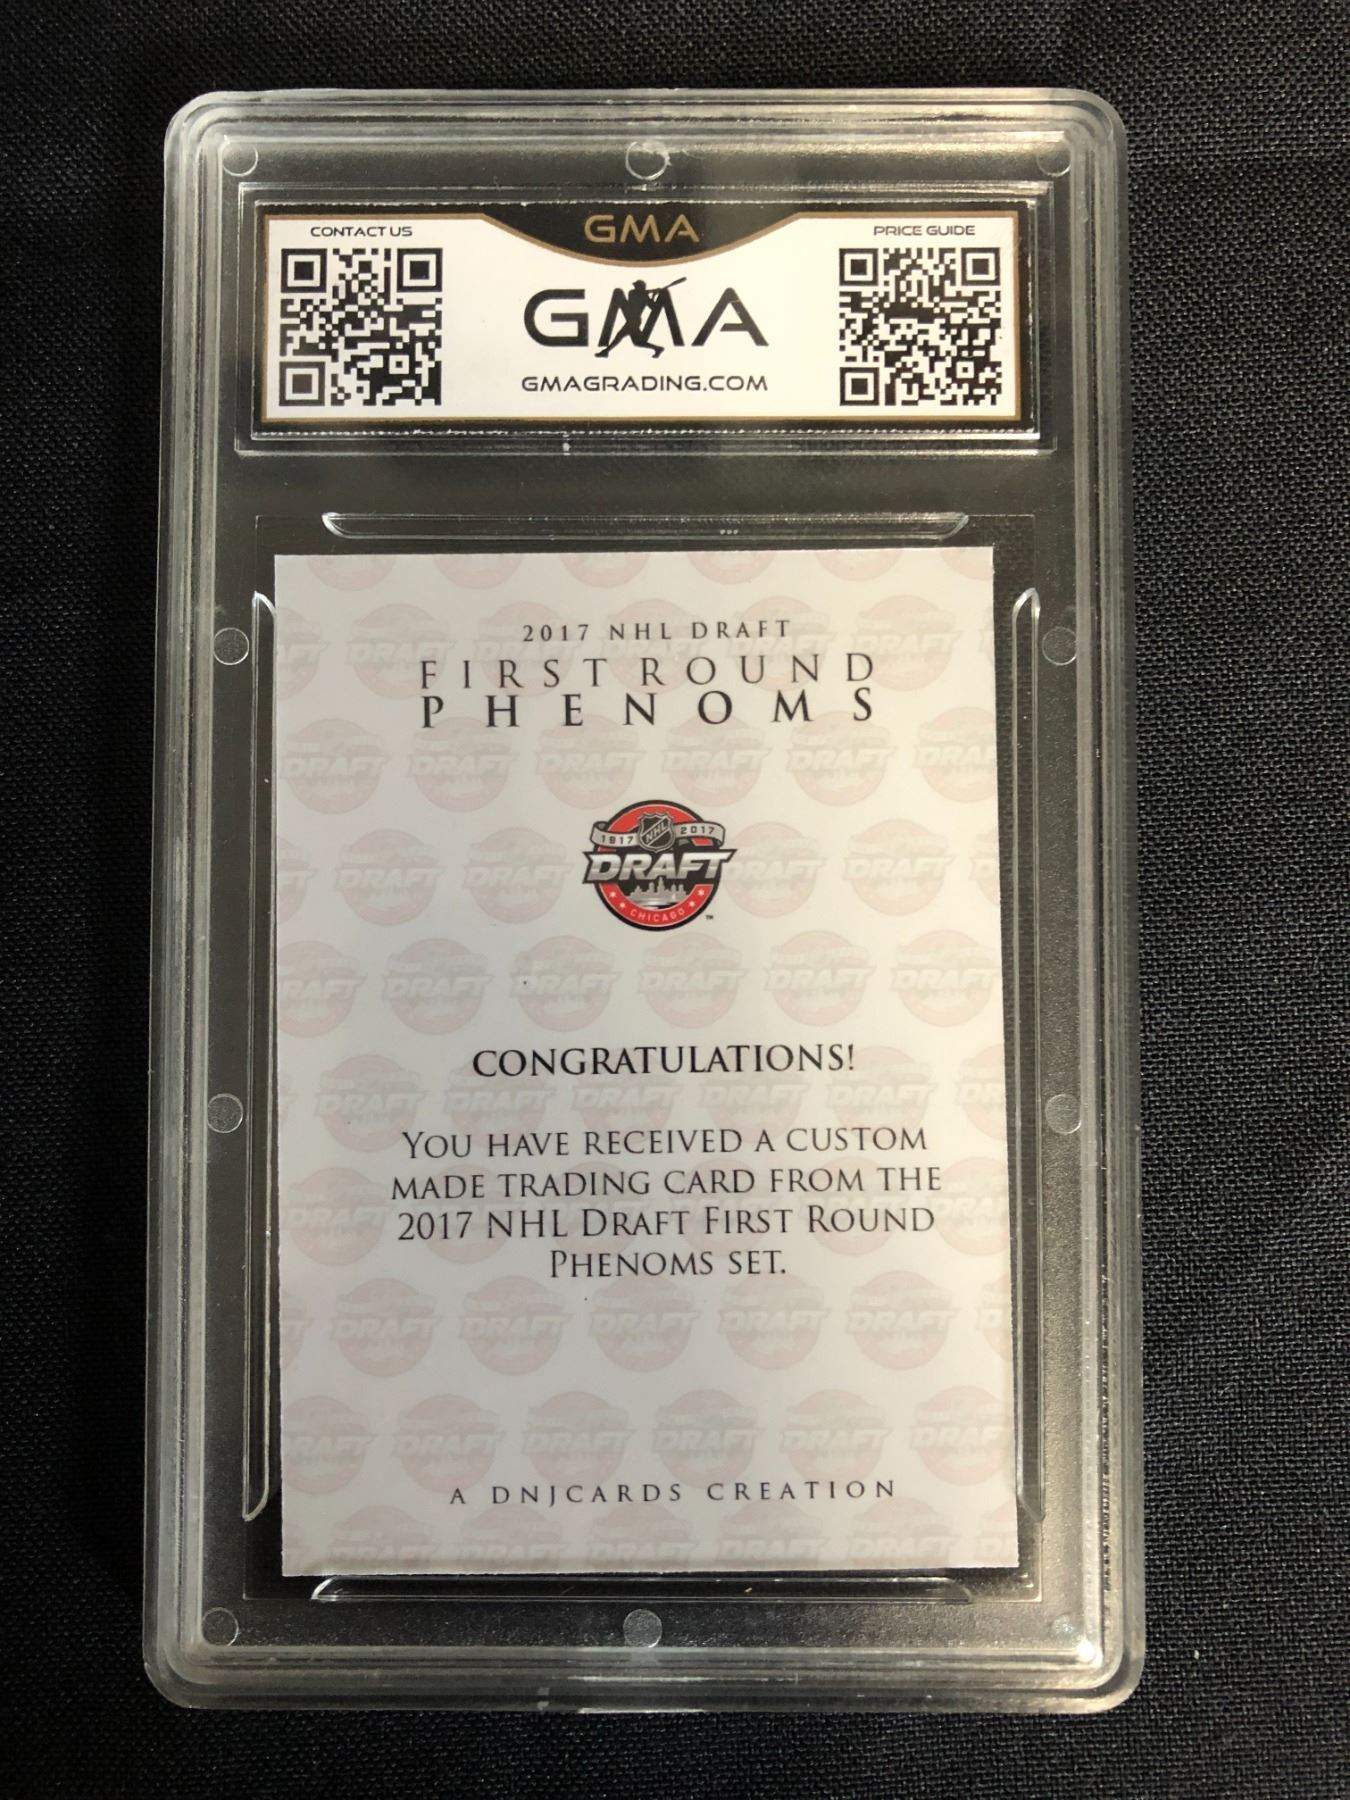 CONTACT US
GMA
PRICE GUIDE
GMA
GMAGRADING.COM
2017 NHL DRAFT
FIRST ROUND
PHENOMS
1917 NHL 2017
DRAFT
CHICAGO
™
CONGRATULATIONS!
YOU HAVE RECEIVED A CUSTOM
MADE TRADING CARD FROM THE
2017 NHL DRAFT FIRST ROUND
PHENOMS SET.
A DNJCARDS CREATION